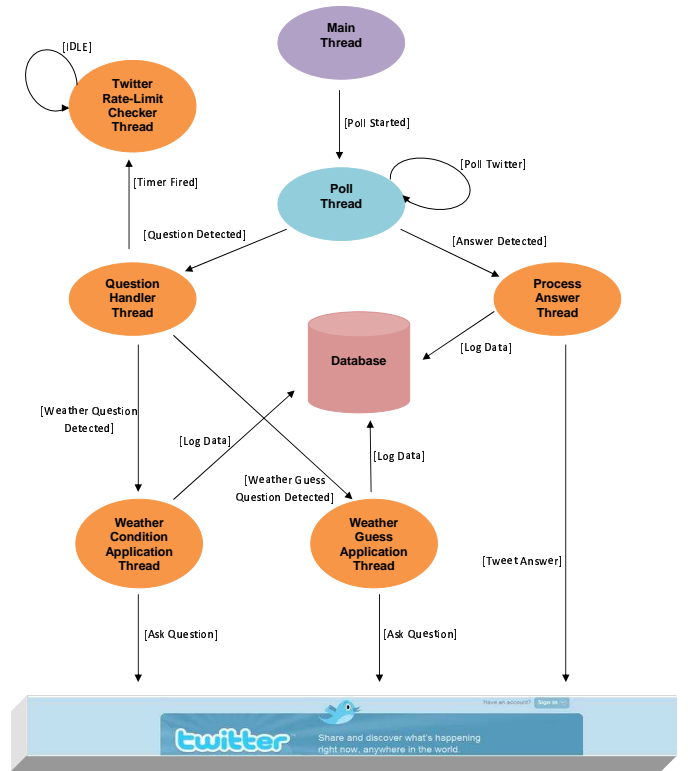 Main
Thread
[IDLE]
Twitter
Rate-Limit
Checker
Thread
[Poll Started]
[Poll Twitter]
[Timer Fired]
Poll
Thread
[Question Detected]
[Answer Detected]
Question
Handler
Thread
Process
Answer
Thread
Database
[Log Data]
[Weather Question
Detected]
[Log Data]
[Log Data]
[Weather Guess
Question Detected]
Weather
Condition
Application
Thread
Weather
Guess
Application
Thread
[Tweet Answer]
[Ask Question]
[Ask Question]
Have an account? Sign in
twitter
Share and discover what's happening
right now, anywhere in the world.